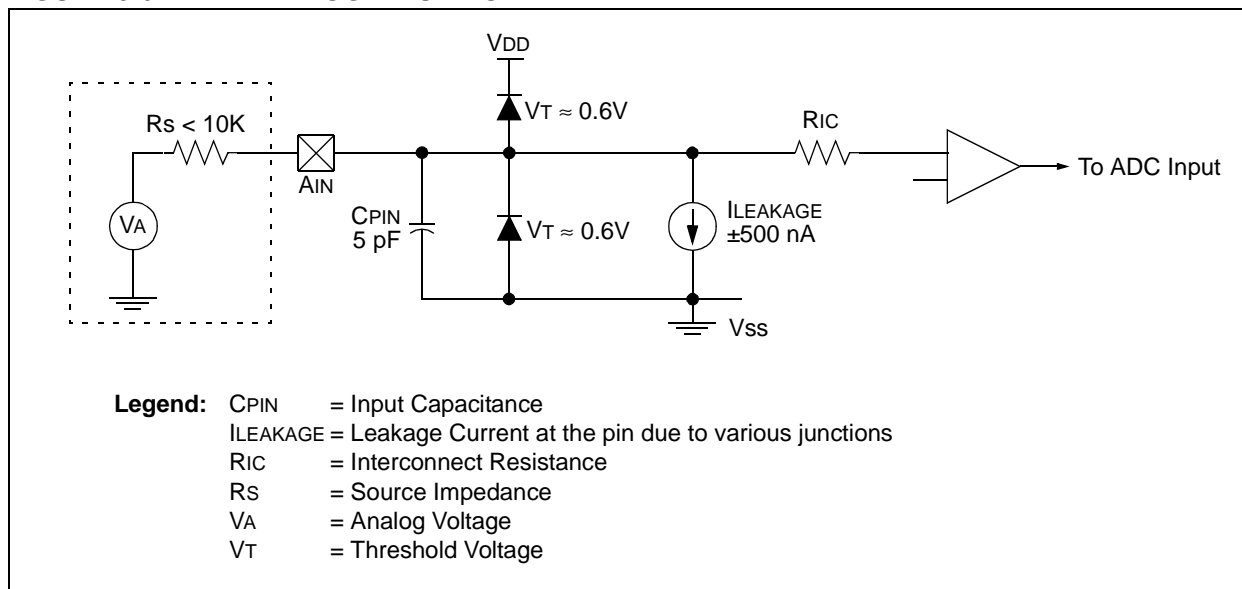 VDD
VT ≈ 0.6V
RS < 10K
RIC
AIN
To ADC Input
VA
CPIN
5 pF
VT ≈ 0.6V
ILEAKAGE
±500 nA
VSS
Legend: CPIN = Input Capacitance
ILEAKAGE = Leakage Current at the pin due to various junctions
RIC = Interconnect Resistance
RS = Source Impedance
VA = Analog Voltage
VT = Threshold Voltage